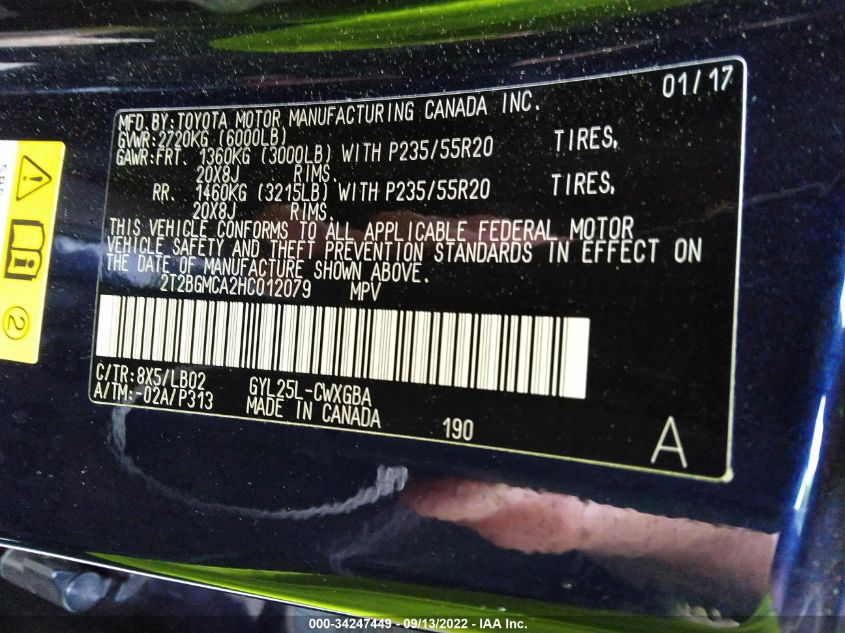 01/17
MFD.BY:TOYOTA MOTOR MANUFACTURING CANADA INC.
GVWR:2720KG (6000LB)
GAWR:FRT. 1360KG (3000LB) WITH P235/55R20 TIRES,
20X8J RIMS.
RR. 1460KG (3215LB) WITH P235/55R20 TIRES,
20X8J RIMS.
THIS VEHICLE CONFORMS TO ALL APPLICABLE FEDERAL MOTOR
VEHICLE SAFETY AND THEFT PREVENTION STANDARDS IN EFFECT ON
THE DATE OF MANUFACTURE SHOWN ABOVE.
2T2BGMCA2HC012079 MPV
C/TR:8X5/LB02 GYL25L-CWXGBA
A/TM:-02A/P313 MADE IN CANADA
190
A
2
000-34247449 - 09/13/2022 - IAA Inc.